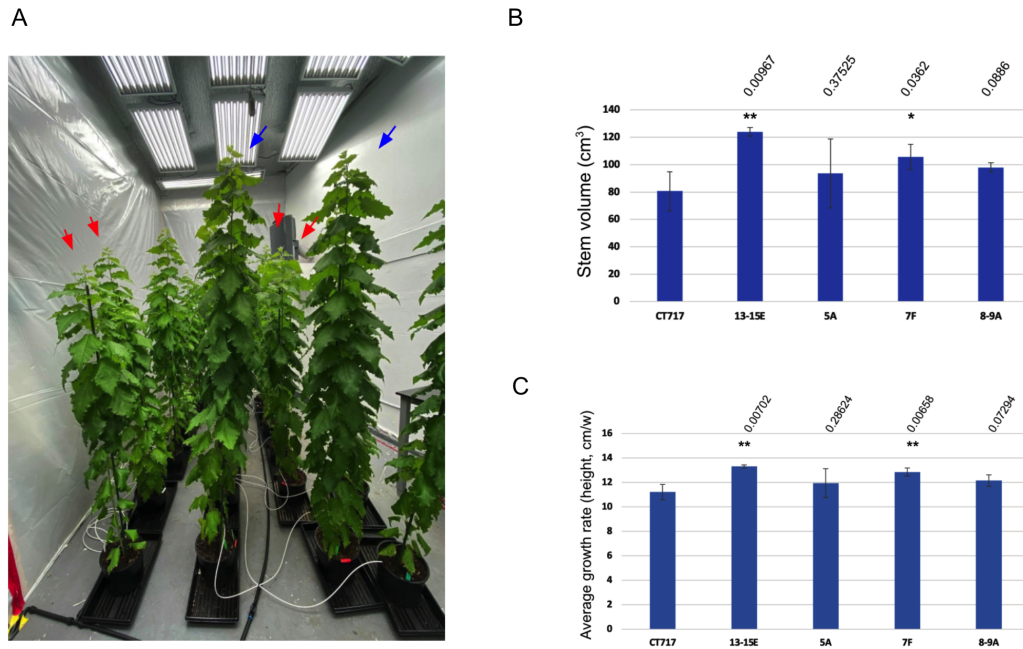 A
B
0.00967
0.37525
0.0362
0.0886
Stem volume (cm³)
140
120
100
80
60
40
20
0
**
*
CT717
13-15E
5A
7F
8-9A
C
0.00702
0.28624
0.00658
0.07294
Average growth rate (height, cm/w)
16
14
12
10
8
6
4
2
0
**
**
CT717
13-15E
5A
7F
8-9A